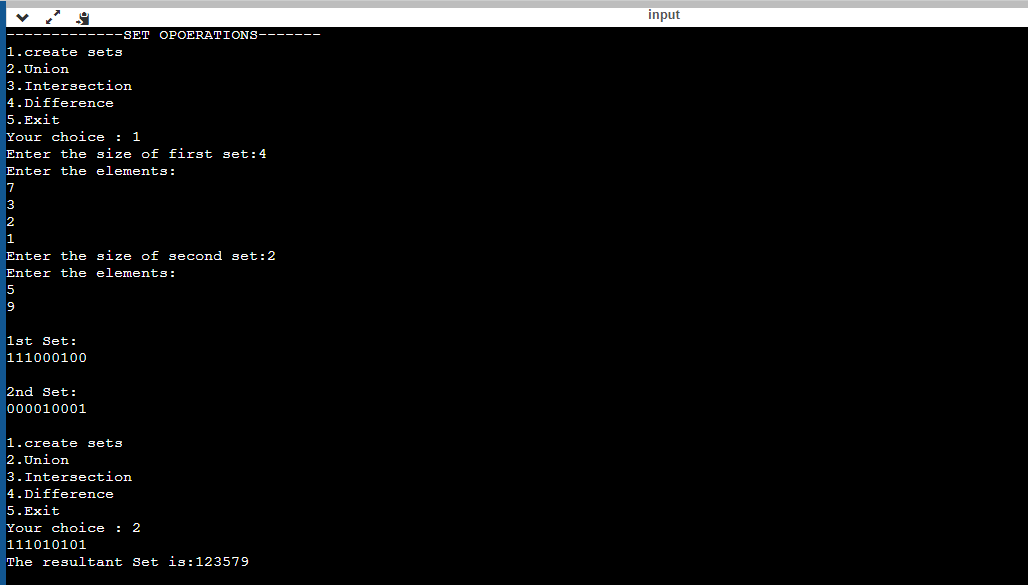 input
-------------SET OPOERATIONS-------
1.create sets
2.Union
3.Intersection
4.Difference
5.Exit
Your choice : 1
Enter the size of first set:4
Enter the elements:
7
3
2
1
Enter the size of second set:2
Enter the elements:
5
9
1st Set:
111000100
2nd Set:
000010001
1.create sets
2.Union
3.Intersection
4.Difference
5.Exit
Your choice : 2
111010101
The resultant Set is:123579